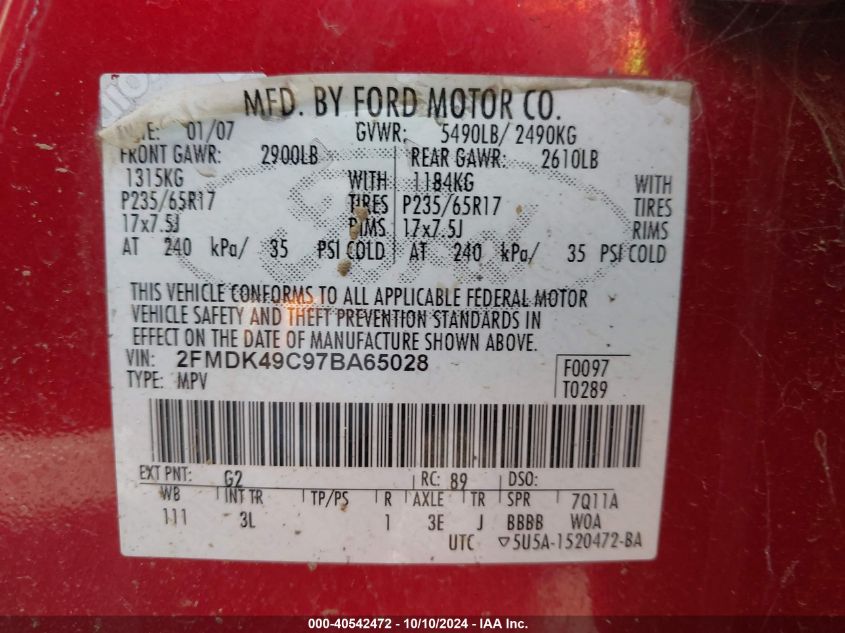 MFD. BY FORD MOTOR CO.
01/07 GVWR: 5490LB/ 2490KG
FRONT GAWR: 2900LB REAR GAWR: 2610LB
1315KG WITH 1184KG WITH
P235/65R17 TIRES P235/65R17 TIRES
17x7.5J RIMS 17x7.5J RIMS
AT 240 kPa/ 35 PSI COLD AT 240 kPa/ 35 PSI COLD
Ford
THIS VEHICLE CONFORMS TO ALL APPLICABLE FEDERAL MOTOR
VEHICLE SAFETY AND THEFT PREVENTION STANDARDS IN
EFFECT ON THE DATE OF MANUFACTURE SHOWN ABOVE.
VIN: 2FMDK49C97BA65028 F0097
TYPE: MPV T0289
EXT PNT: G2 RC: 89 DSO:
WB INT TR TP/PS R AXLE TR SPR 7Q11A
111 3L 1 3E J BBBB WOA
UTC ▽5U5A-1520472-BA
000-40542472 - 10/10/2024 - IAA Inc.